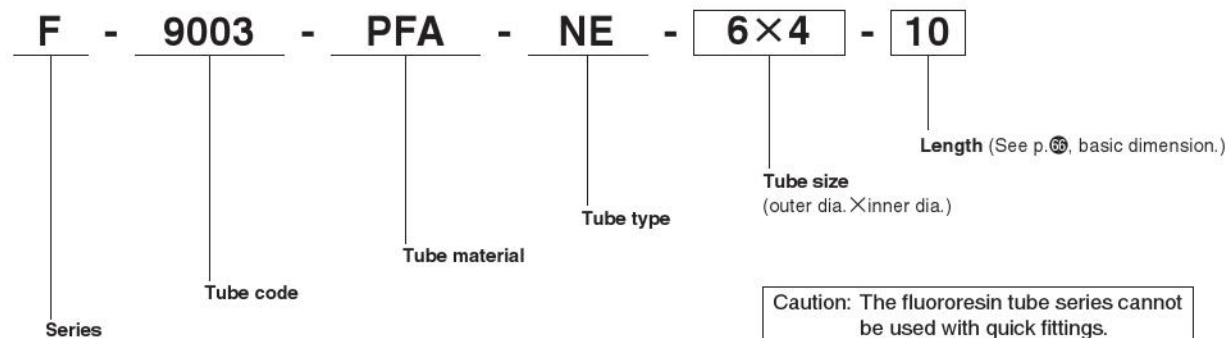 F - 9003 - PFA - NE - 6×4 - 10
Length (See p.66, basic dimension.)
Tube size
(outer dia.×inner dia.)
Tube type
Tube material
Tube code
Series
Caution: The fluororesin tube series cannot
be used with quick fittings.